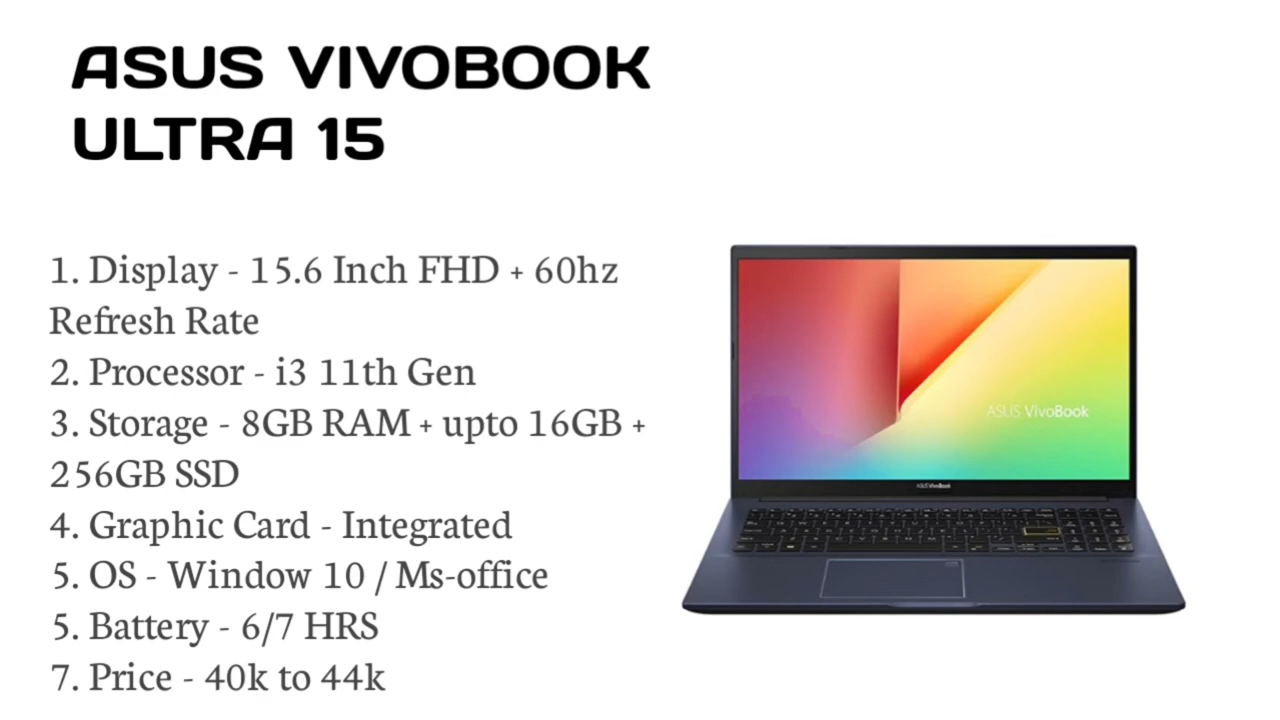 ASUS VIVOBOOK
ULTRA 15
1. Display - 15.6 Inch FHD + 60hz
Refresh Rate
2. Processor - i3 11th Gen
3. Storage - 8GB RAM + upto 16GB +
256GB SSD
4. Graphic Card - Integrated
5. OS - Window 10 / Ms-office
5. Battery - 6/7 HRS
7. Price - 40k to 44k
ASUS VivoBook
ASUS VivoBook